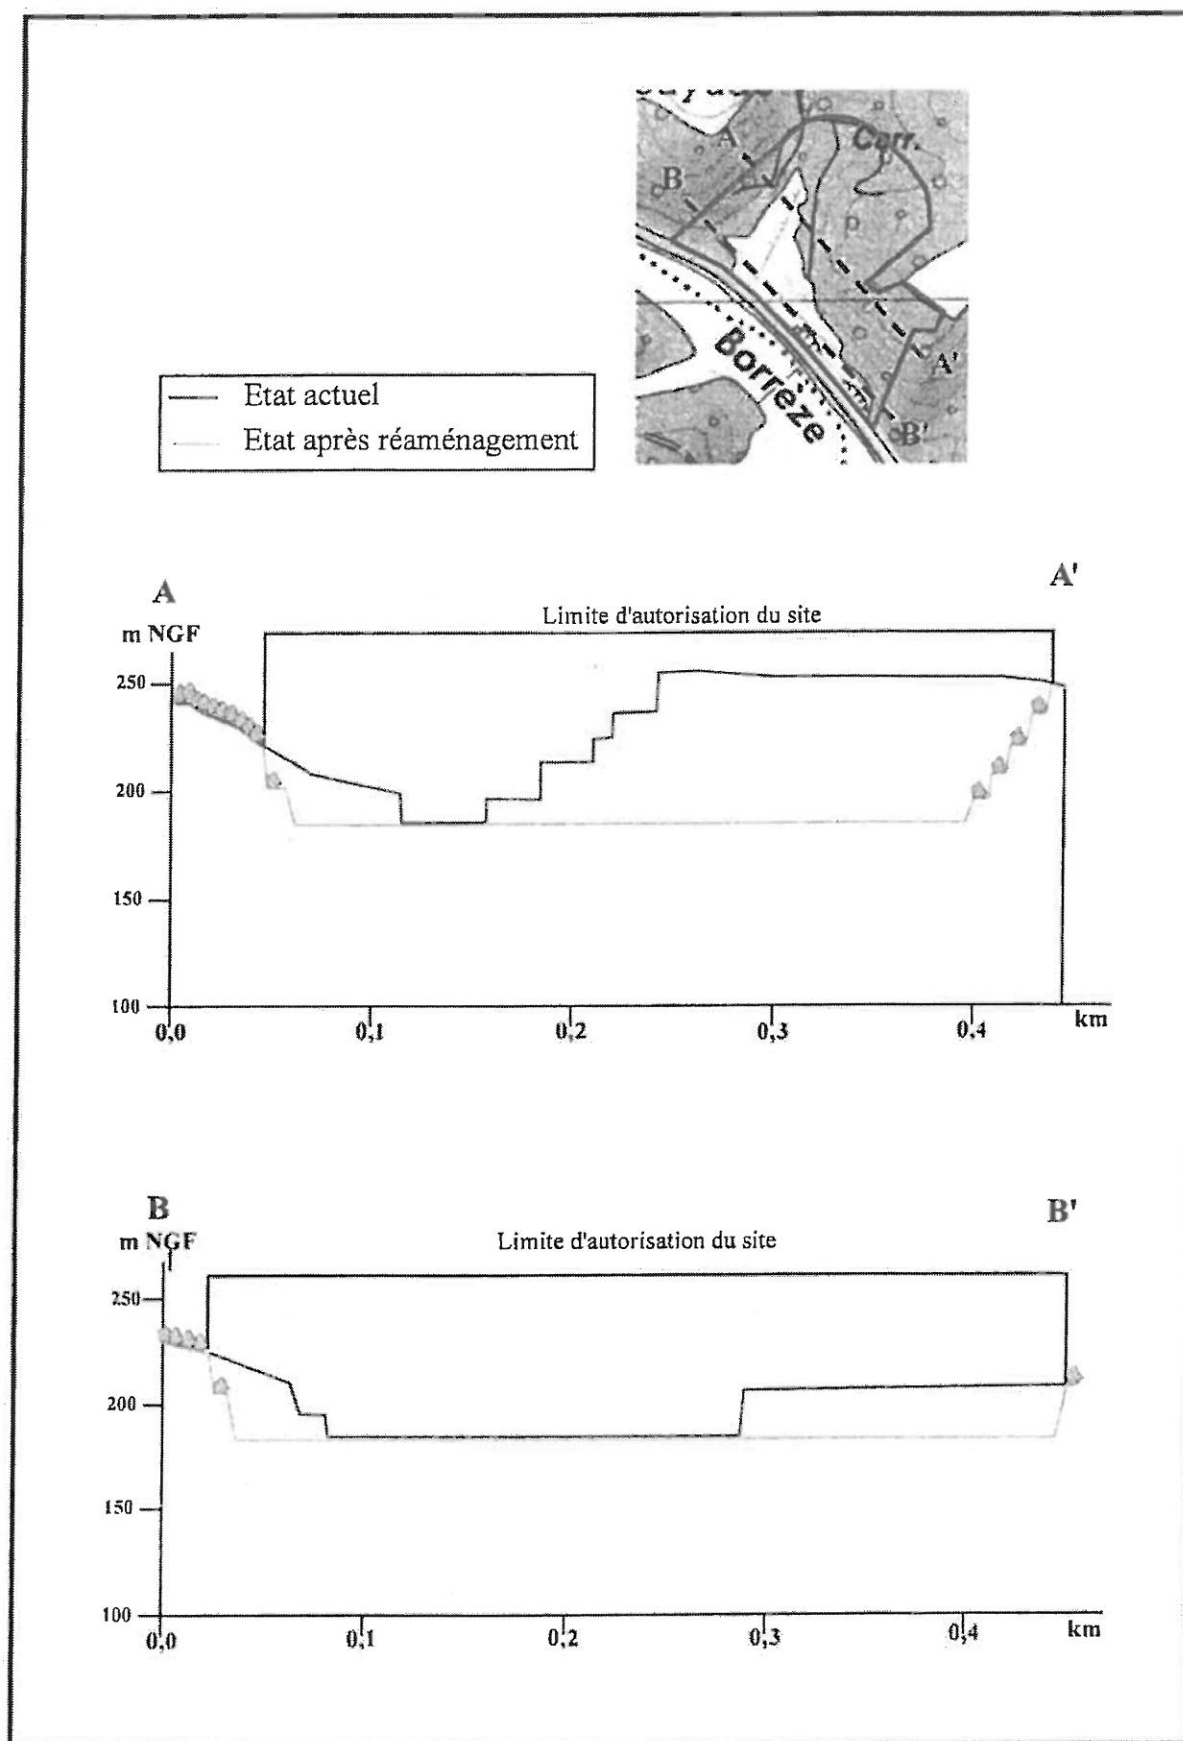 A
Carr.
B
Borrèze
A'
B'
Etat actuel
Etat après réaménagement
A
A'
Limite d'autorisation du site
m NGF
250
200
150
100
0,0
0,1
0,2
0,3
0,4
km
B
B'
m NGF
Limite d'autorisation du site
250
200
150
100
0,0
0,1
0,2
0,3
0,4
km